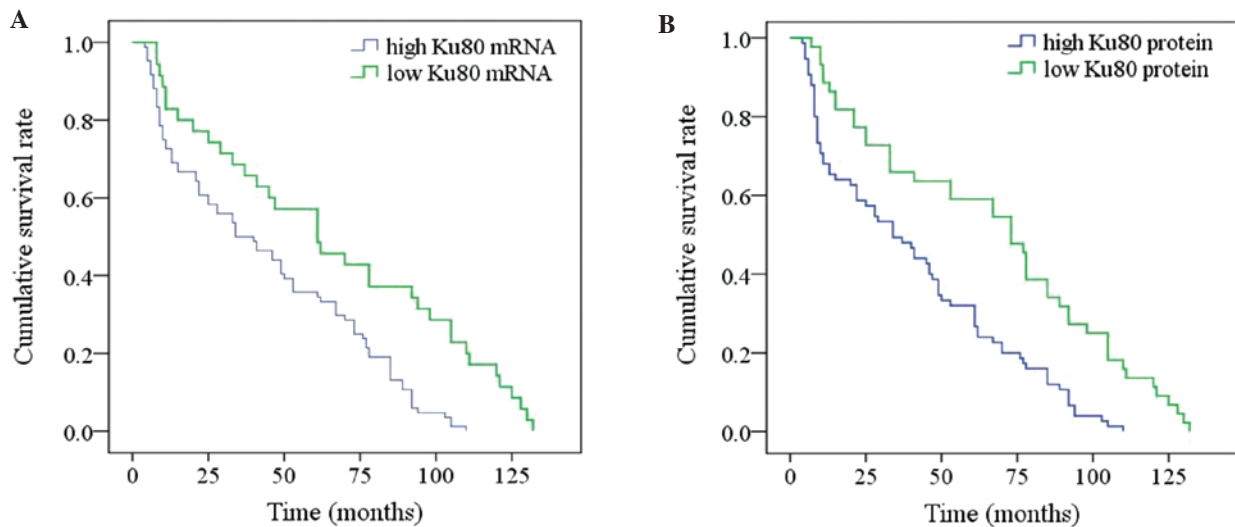 A
high Ku80 mRNA
low Ku80 mRNA
Cumulative survival rate
1.0
0.8
0.6
0.4
0.2
0.0
0 25 50 75 100 125
Time (months)
B
high Ku80 protein
low Ku80 protein
Cumulative survival rate
1.0
0.8
0.6
0.4
0.2
0.0
0 25 50 75 100 125
Time (months)